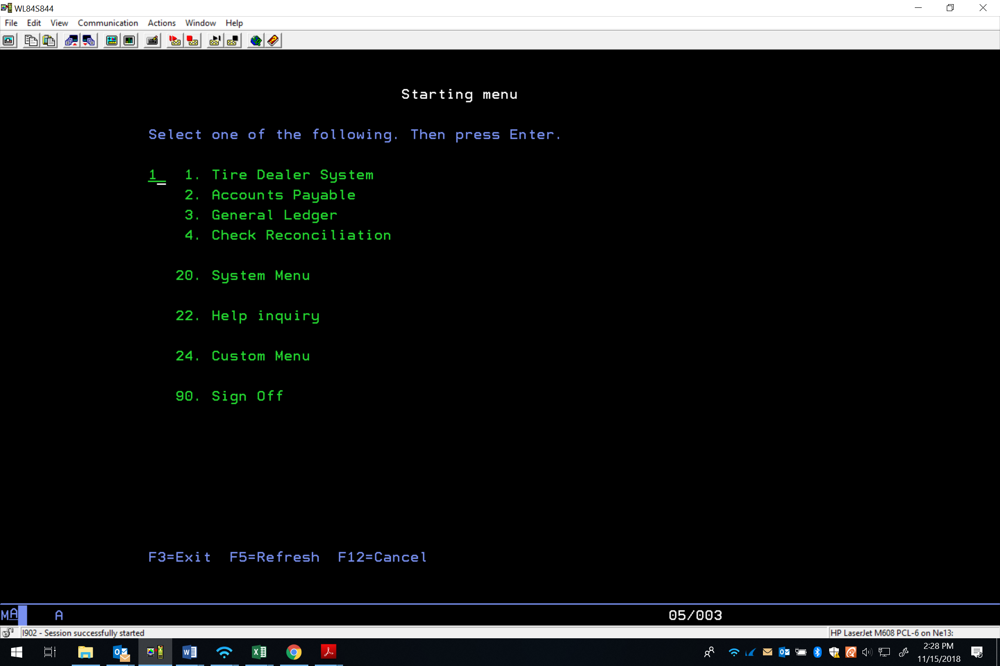 WL84S844
File Edit View Communication Actions Window Help
Starting menu
Select one of the following. Then press Enter.
1_ 1. Tire Dealer System
2. Accounts Payable
3. General Ledger
4. Check Reconciliation
20. System Menu
22. Help inquiry
24. Custom Menu
90. Sign Off
F3=Exit F5=Refresh F12=Cancel
MA A 05/003
I902 - Session successfully started HP LaserJet M608 PCL-6 on Ne13:
2:28 PM
11/15/2018